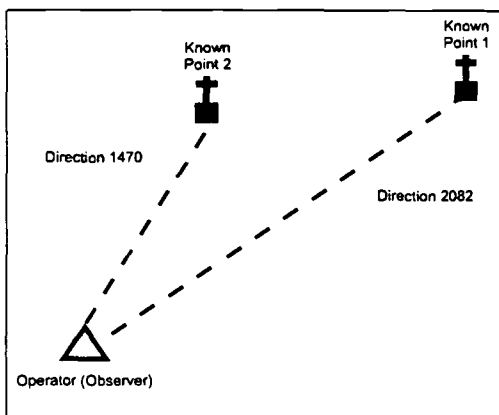 Known
Point 1
Known
Point 2
Direction 1470
Direction 2082
Operator (Observer)